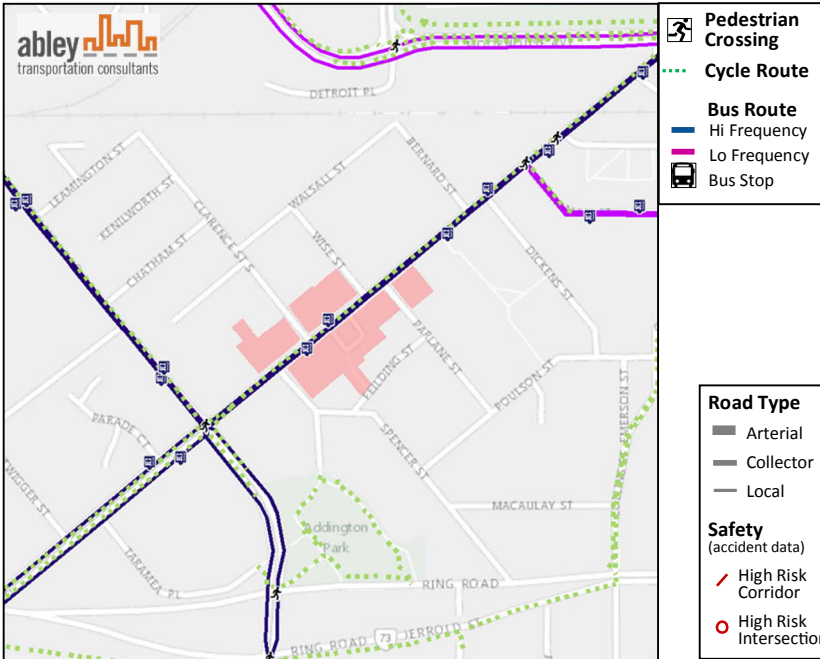 abley
transportation consultants
DETROIT PL
LEAMINGTON ST
KENILWORTH ST
CHATHAM ST
CLARENCE ST S
WALSALL ST
WISE ST
BERNARD ST
DICKENS ST
PARLANE ST
FEILDING ST
POULSON ST
EMERSON ST
SPENCER ST
MACAULAY ST
PARADE CT
TWIGGER ST
TARAMEA PL
Addington
Park
RING ROAD
RING ROAD 73 JERROLD ST
Pedestrian
Crossing
Cycle Route
Bus Route
Hi Frequency
Lo Frequency
Bus Stop
Road Type
Arterial
Collector
Local
Safety
(accident data)
High Risk
Corridor
High Risk
Intersection